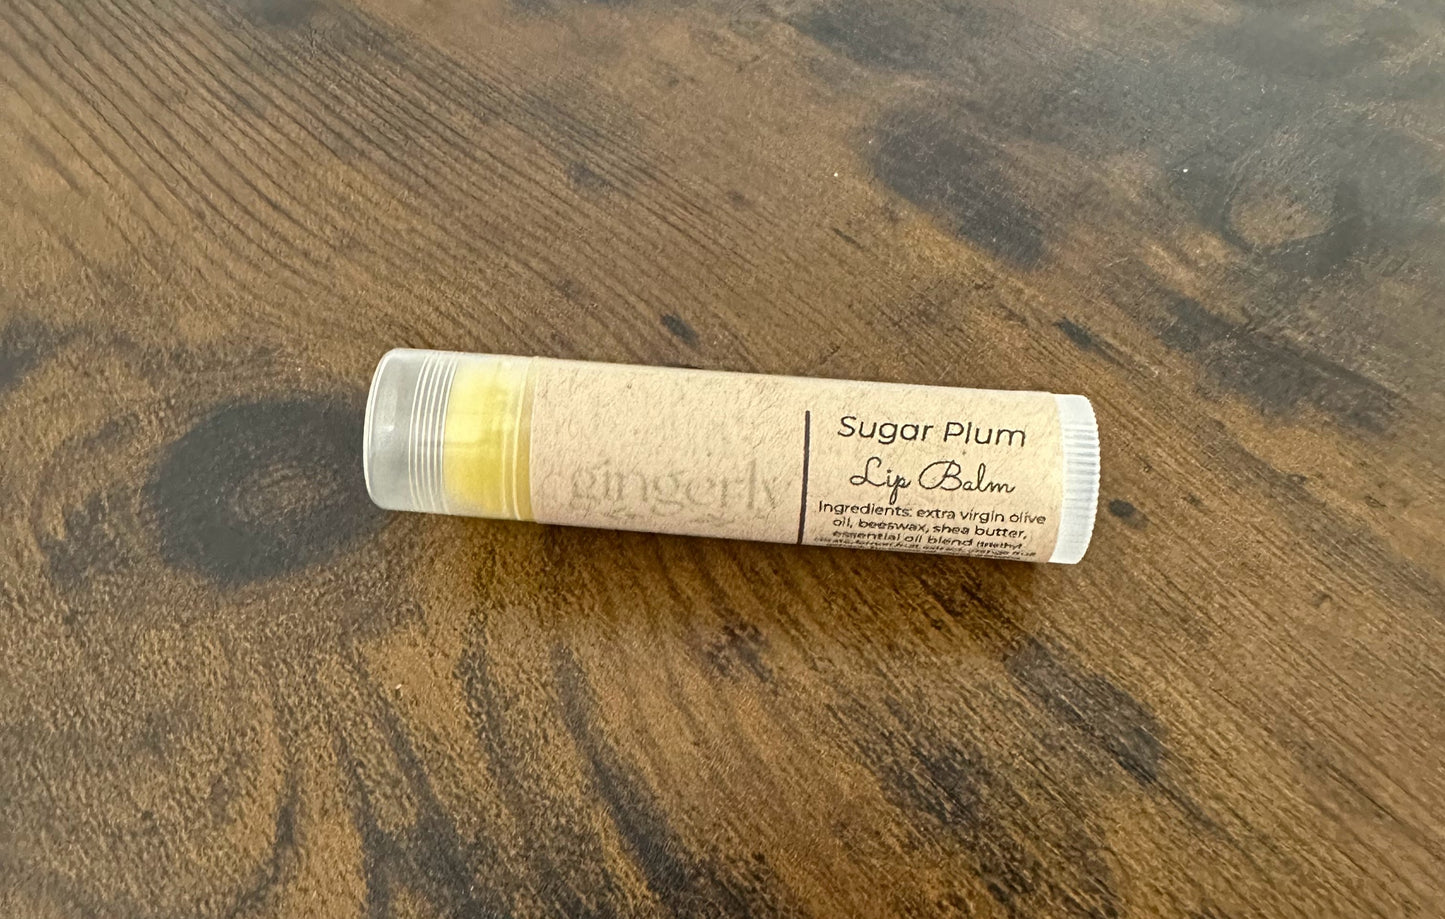 gingerly
Sugar Plum
Lip Balm
Ingredients: extra virgin olive
oil, beeswax, shea butter,
essential oil blend